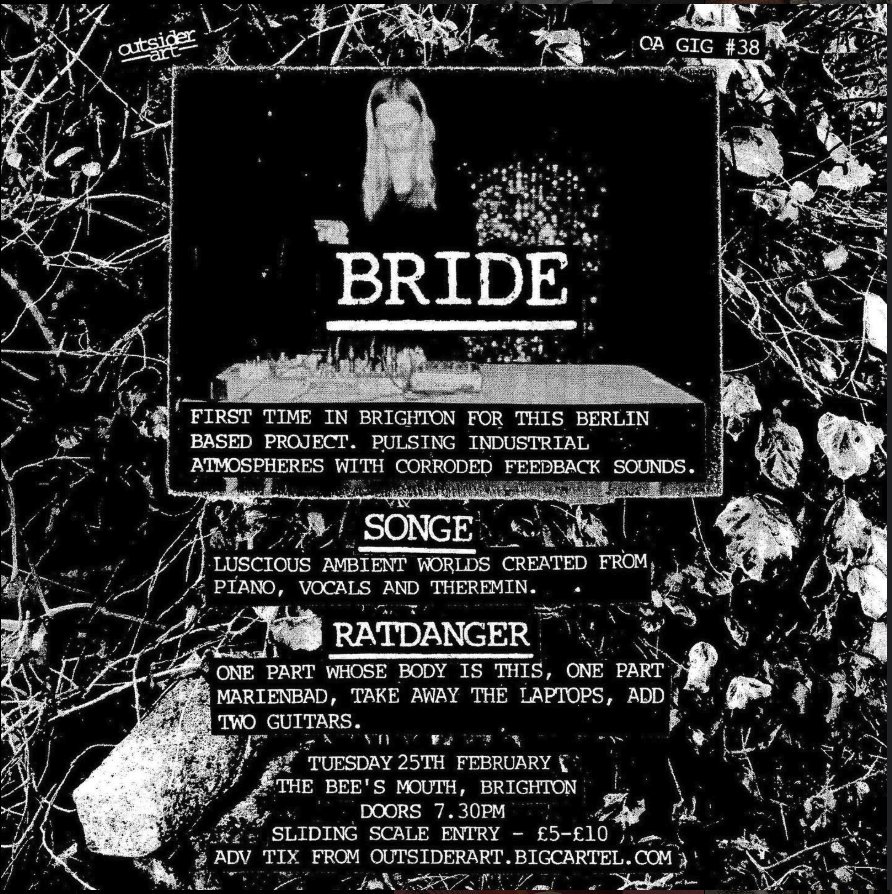 outsider
art
OA GIG #38
BRIDE
FIRST TIME IN BRIGHTON FOR THIS BERLIN
BASED PROJECT. PULSING INDUSTRIAL
ATMOSPHERES WITH CORRODED FEEDBACK SOUNDS.
SONGE
LUSCIOUS AMBIENT WORLDS CREATED FROM
PIANO, VOCALS AND THEREMIN.
RATDANGER
ONE PART WHOSE BODY IS THIS, ONE PART
MARIENBAD, TAKE AWAY THE LAPTOPS, ADD
TWO GUITARS.
TUESDAY 25TH FEBRUARY
THE BEE'S MOUTH, BRIGHTON
DOORS 7.30PM
SLIDING SCALE ENTRY - £5-£10
ADV TIX FROM OUTSIDERART.BIGCARTEL.COM